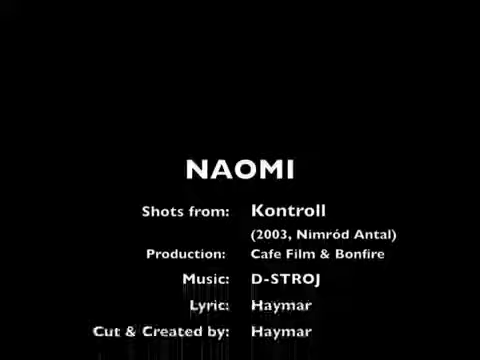 NAOMI
Shots from: Kontroll
(2003, Nimród Antal)
Production: Cafe Film & Bonfire
Music: D-STROJ
Lyric: Haymar
Cut & Created by: Haymar